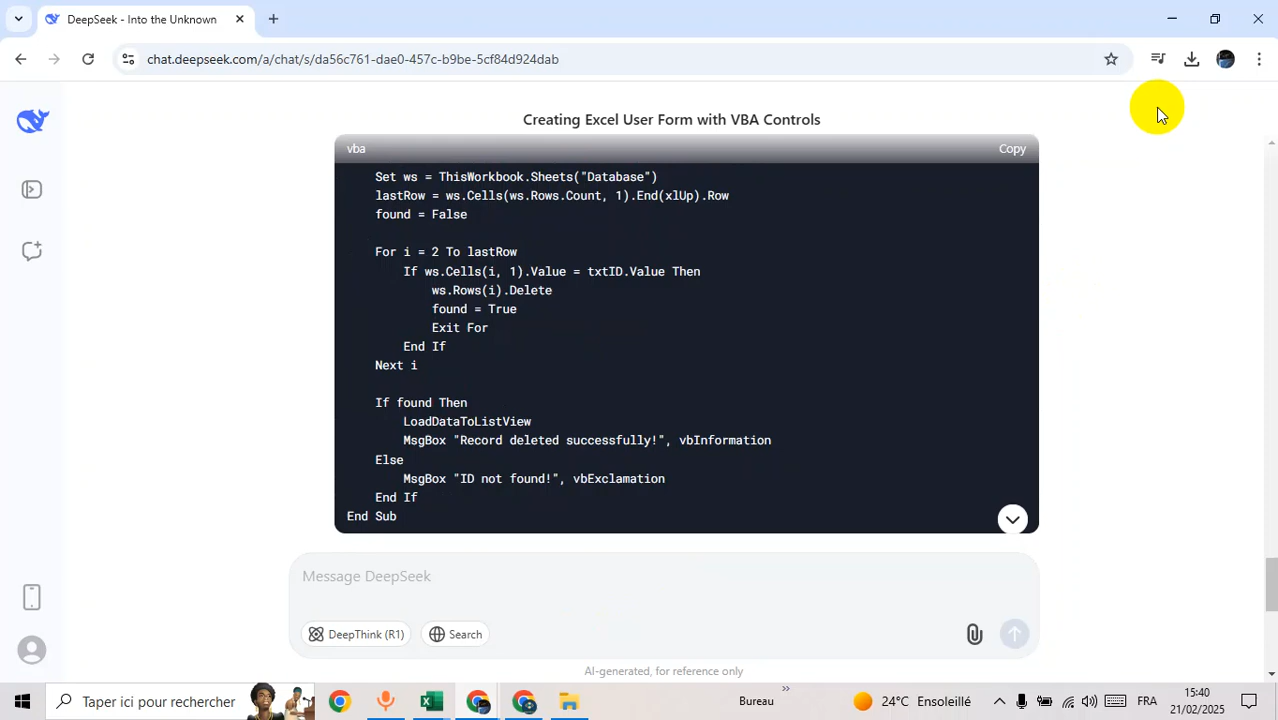 DeepSeek - Into the Unknown
chat.deepseek.com/a/chat/s/da56c761-dae0-457c-b9be-5cf84d924dab
Creating Excel User Form with VBA Controls
vba
Copy
Set ws = ThisWorkbook.Sheets("Database")
lastRow = ws.Cells(ws.Rows.Count, 1).End(xlUp).Row
found = False
For i = 2 To lastRow
If ws.Cells(i, 1).Value = txtID.Value Then
ws.Rows(i).Delete
found = True
Exit For
End If
Next i
If found Then
LoadDataToListView
MsgBox "Record deleted successfully!", vbInformation
Else
MsgBox "ID not found!", vbExclamation
End If
End Sub
Message DeepSeek
DeepThink (R1)
Search
AI-generated, for reference only
Taper ici pour rechercher
Bureau
»
24°C Ensoleillé
FRA
15:40
21/02/2025